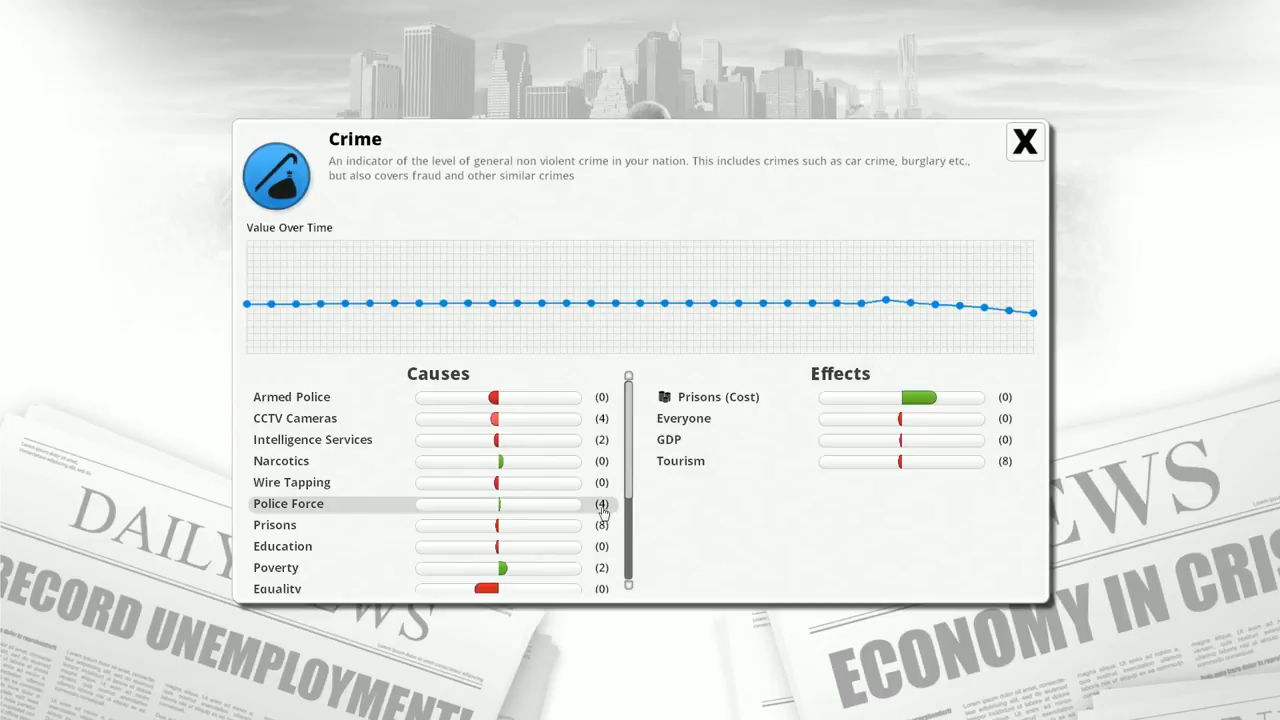 Crime
X
An indicator of the level of general non violent crime in your nation. This includes crimes such as car crime, burglary etc.,
but also covers fraud and other similar crimes
Value Over Time
Causes
Armed Police (0)
CCTV Cameras (4)
Intelligence Services (2)
Narcotics (0)
Wire Tapping (0)
Police Force (4)
Prisons (8)
Education (0)
Poverty (2)
Equality (0)
Effects
Prisons (Cost) (0)
Everyone (0)
GDP (0)
Tourism (8)
DAILY
WS
RECORD UNEMPLOYMENT
EWS
ECONOMY IN CRIS